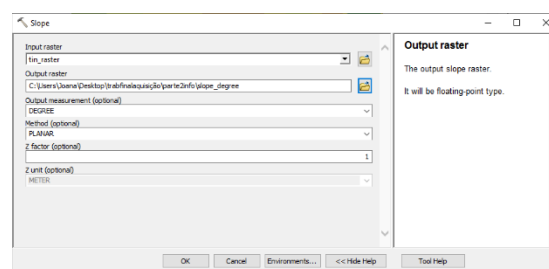 Slope
Input raster
tin_raster
Output raster
C:\Users\Joana\Desktop\trabfinalaquisição\parte2info\slope_degree
Output measurement (optional)
DEGREE
Method (optional)
PLANAR
Z factor (optional)
1
Z unit (optional)
METER
OK
Cancel
Environments...
<< Hide Help
Output raster
The output slope raster.
It will be floating-point type.
Tool Help